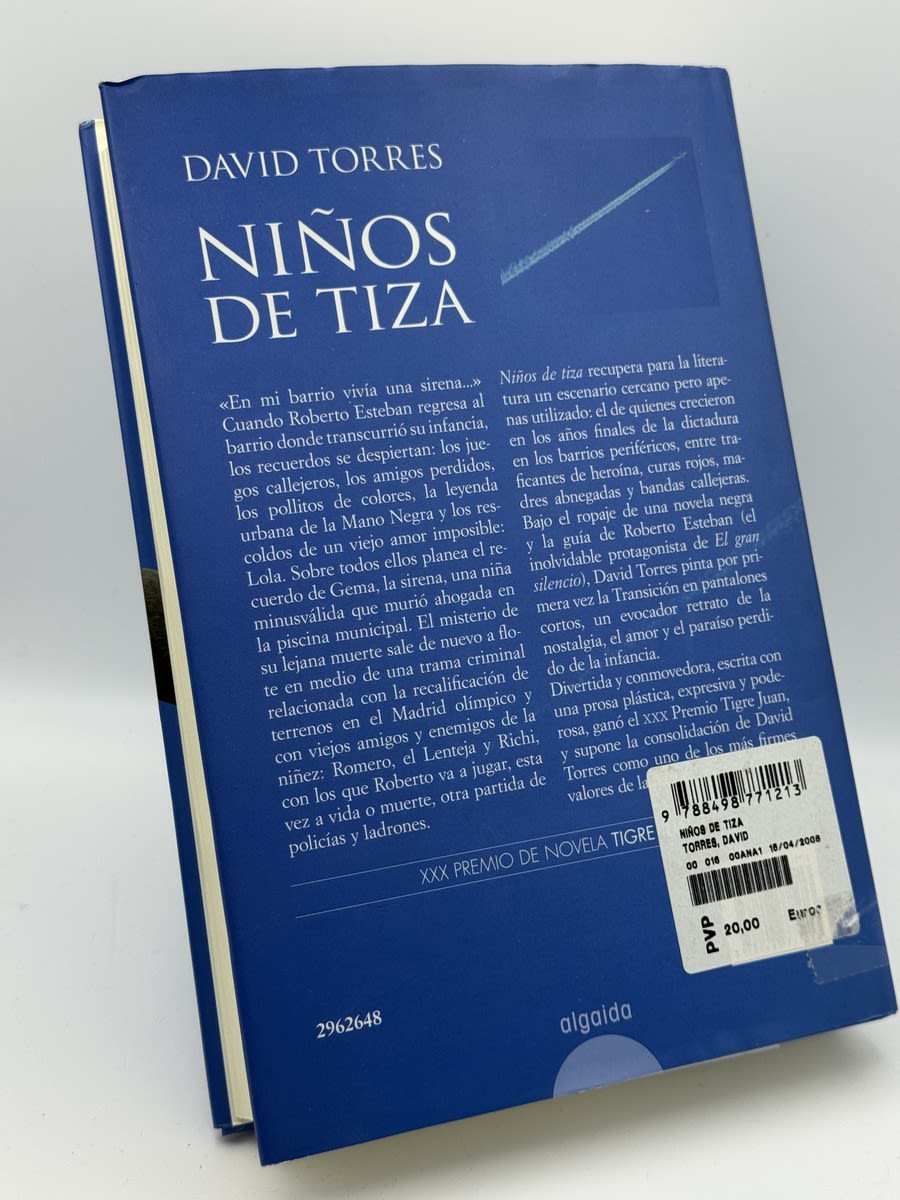 DAVID TORRES
NIÑOS
DE TIZA
«En mi barrio vivía una sirena...»
Cuando Roberto Esteban regresa al
barrio donde transcurrió su infancia,
los recuerdos se despiertan: los jue-
gos callejeros, los amigos perdidos,
los pollitos de colores, la leyenda
urbana de la Mano Negra y los res-
coldos de un viejo amor imposible:
Lola. Sobre todos ellos planea el re-
cuerdo de Gema, la sirena, una niña
minusválida que murió ahogada en
la piscina municipal. El misterio de
su lejana muerte sale de nuevo a flo-
te en medio de una trama criminal
relacionada con la recalificación de
terrenos en el Madrid olímpico y
con viejos amigos y enemigos de la
niñez: Romero, el Lenteja y Richi,
con los que Roberto va a jugar, esta
vez a vida o muerte, otra partida de
policías y ladrones.
Niños de tiza recupera para la litera-
tura un escenario cercano pero ape-
nas utilizado: el de quienes crecieron
en los años finales de la dictadura
en los barrios periféricos, entre tra-
ficantes de heroína, curas rojos, ma-
dres abnegadas y bandas callejeras.
Bajo el ropaje de una novela negra
y la guía de Roberto Esteban (el
inolvidable protagonista de El gran
silencio), David Torres pinta por pri-
mera vez la Transición en pantalones
cortos, un evocador retrato de la
nostalgia, el amor y el paraíso perdi-
do de la infancia.
Divertida y conmovedora, escrita con
una prosa plástica, expresiva y pode-
rosa, ganó el XXX Premio Tigre Juan,
y supone la consolidación de David
Torres como uno de los más firmes
valores de la
XXX PREMIO DE NOVELA TIGRE
9 788498 771213
NIÑOS DE TIZA
TORRES, DAVID
00 016 00ANA1 16/04/2008
PVP 20,00 Euros
2962648
algaida